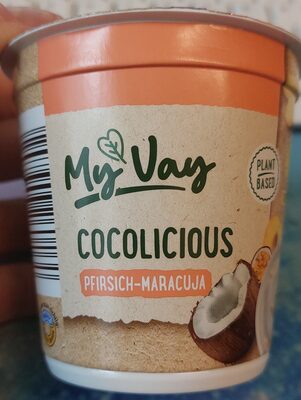 My Vay
PLANT
BASED
COCOLICIOUS
PFIRSICH-MARACUJA